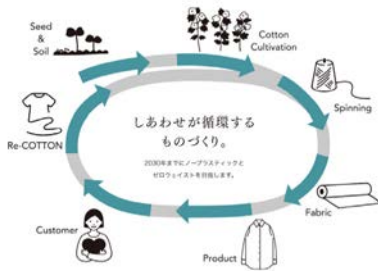 Seed
&
Soil
Cotton
Cultivation
Spinning
Fabric
Product
Customer
Re-COTTON
しあわせが循環する
ものづくり。
2030年までにノープラスティックと
ゼロウェイストを目指します。